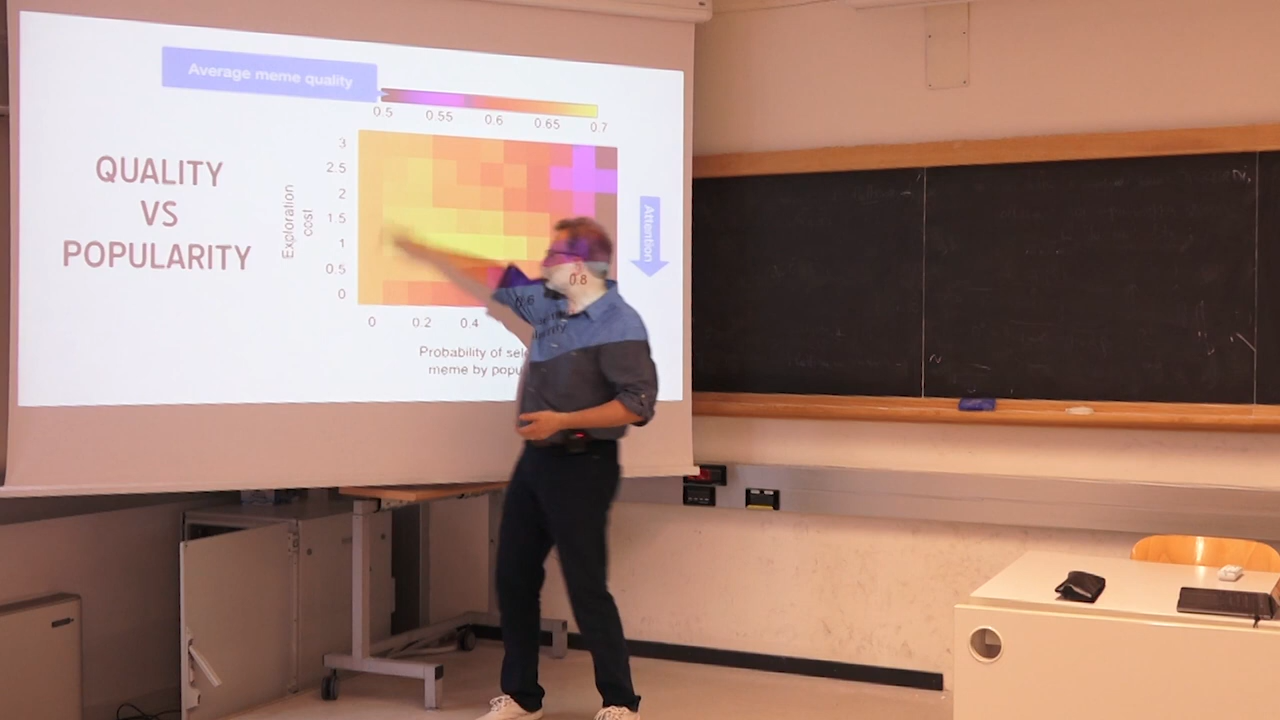 Average meme quality
0.5 0.55 0.6 0.65 0.7
QUALITY
VS
POPULARITY
Exploration
cost
3
2.5
2
1.5
1
0.5
0
0 0.2 0.4 0.6 0.8
Probability of
meme by
Attention